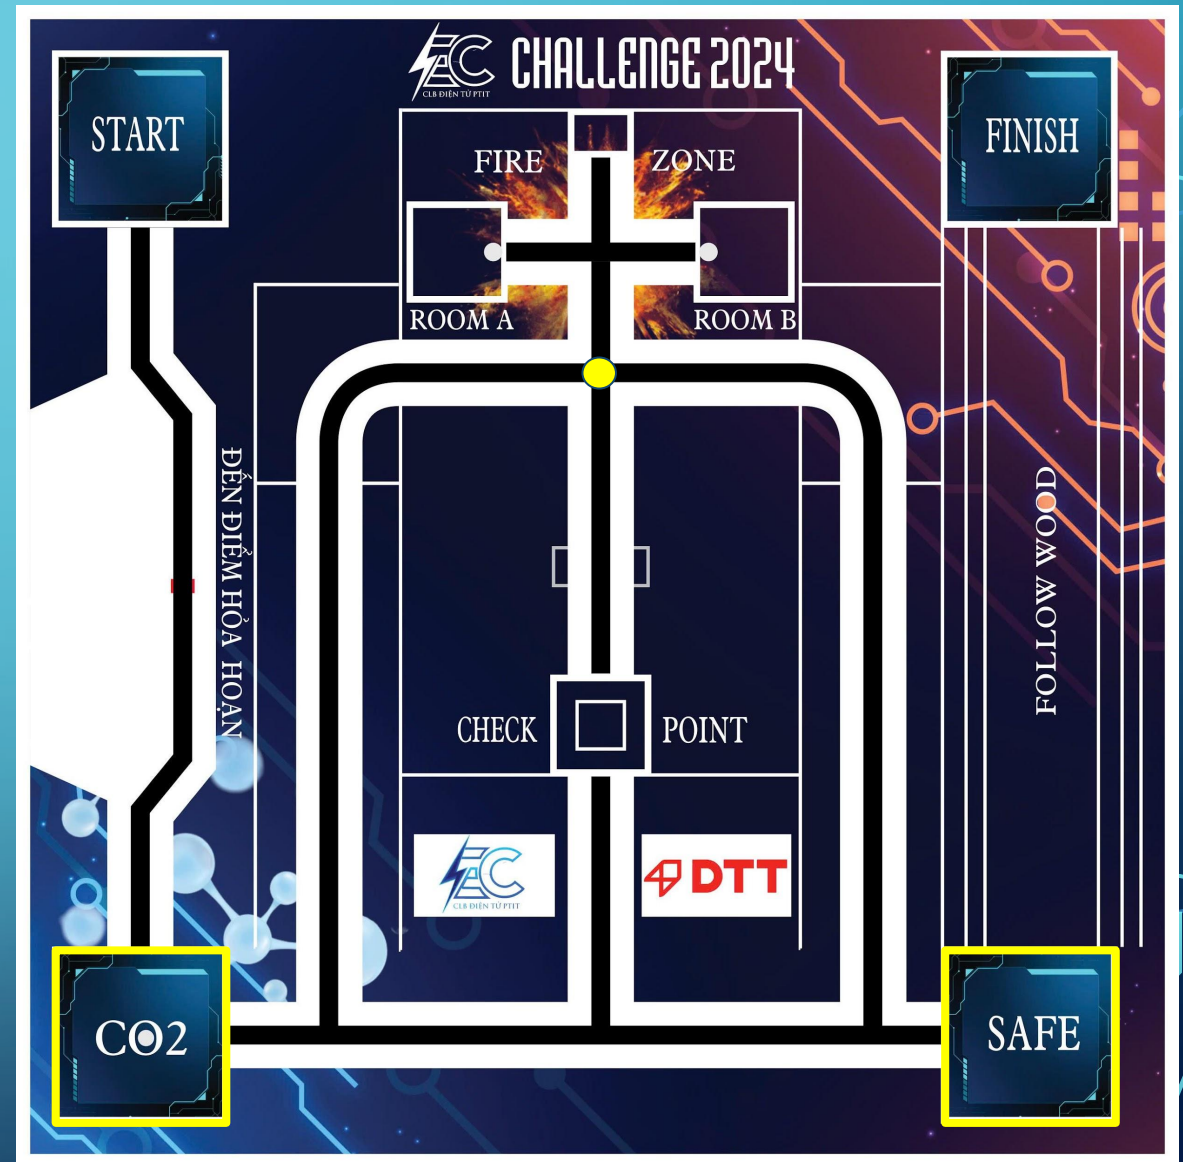 CHALLENGE 2024
CLB ĐIỆN TỬ PTIT
START
FINISH
FIRE ZONE
ROOM A
ROOM B
ĐẾN ĐIỂM HỎA HOẠN
FOLLOW WOOD
CHECK POINT
CLB ĐIỆN TỬ PTIT
DTT
CO2
SAFE